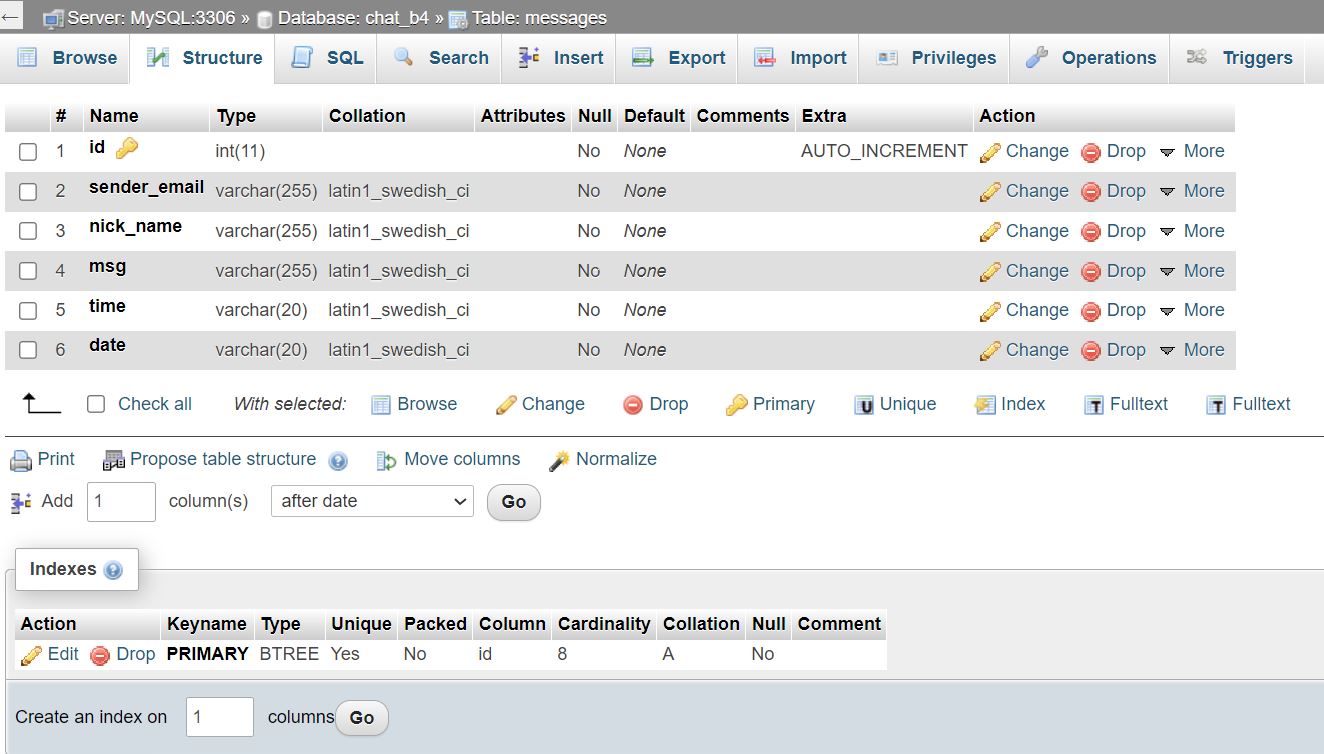 Server: MySQL:3306 » Database: chat_b4 » Table: messages
Browse Structure SQL Search Insert Export Import Privileges Operations Triggers
# Name Type Collation Attributes Null Default Comments Extra Action
1 id int(11) No None AUTO_INCREMENT Change Drop More
2 sender_email varchar(255) latin1_swedish_ci No None Change Drop More
3 nick_name varchar(255) latin1_swedish_ci No None Change Drop More
4 msg varchar(255) latin1_swedish_ci No None Change Drop More
5 time varchar(20) latin1_swedish_ci No None Change Drop More
6 date varchar(20) latin1_swedish_ci No None Change Drop More
Check all With selected: Browse Change Drop Primary Unique Index Fulltext Fulltext
Print Propose table structure Move columns Normalize
Add 1 column(s) after date Go
Indexes
Action Keyname Type Unique Packed Column Cardinality Collation Null Comment
Edit Drop PRIMARY BTREE Yes No id 8 A No
Create an index on 1 columns Go